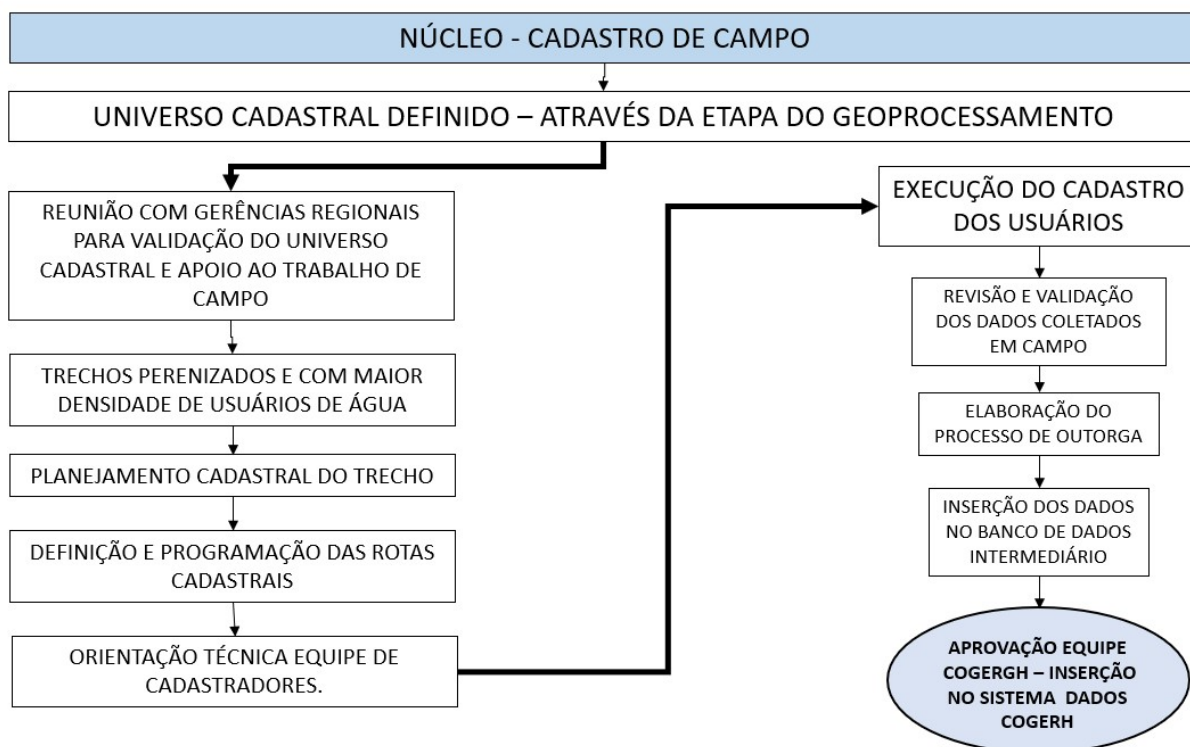 NÚCLEO - CADASTRO DE CAMPO
UNIVERSO CADASTRAL DEFINIDO – ATRAVÉS DA ETAPA DO GEOPROCESSAMENTO
REUNIÃO COM GERÊNCIAS REGIONAIS
PARA VALIDAÇÃO DO UNIVERSO
CADASTRAL E APOIO AO TRABALHO DE
CAMPO
TRECHOS PERENIZADOS E COM MAIOR
DENSIDADE DE USUÁRIOS DE ÁGUA
PLANEJAMENTO CADASTRAL DO TRECHO
DEFINIÇÃO E PROGRAMAÇÃO DAS ROTAS
CADASTRAIS
ORIENTAÇÃO TÉCNICA EQUIPE DE
CADASTRADORES.
EXECUÇÃO DO CADASTRO
DOS USUÁRIOS
REVISÃO E VALIDAÇÃO
DOS DADOS COLETADOS
EM CAMPO
ELABORAÇÃO DO
PROCESSO DE OUTORGA
INSERÇÃO DOS DADOS
NO BANCO DE DADOS
INTERMEDIÁRIO
APROVAÇÃO EQUIPE
COGERGH – INSERÇÃO
NO SISTEMA DADOS
COGERH